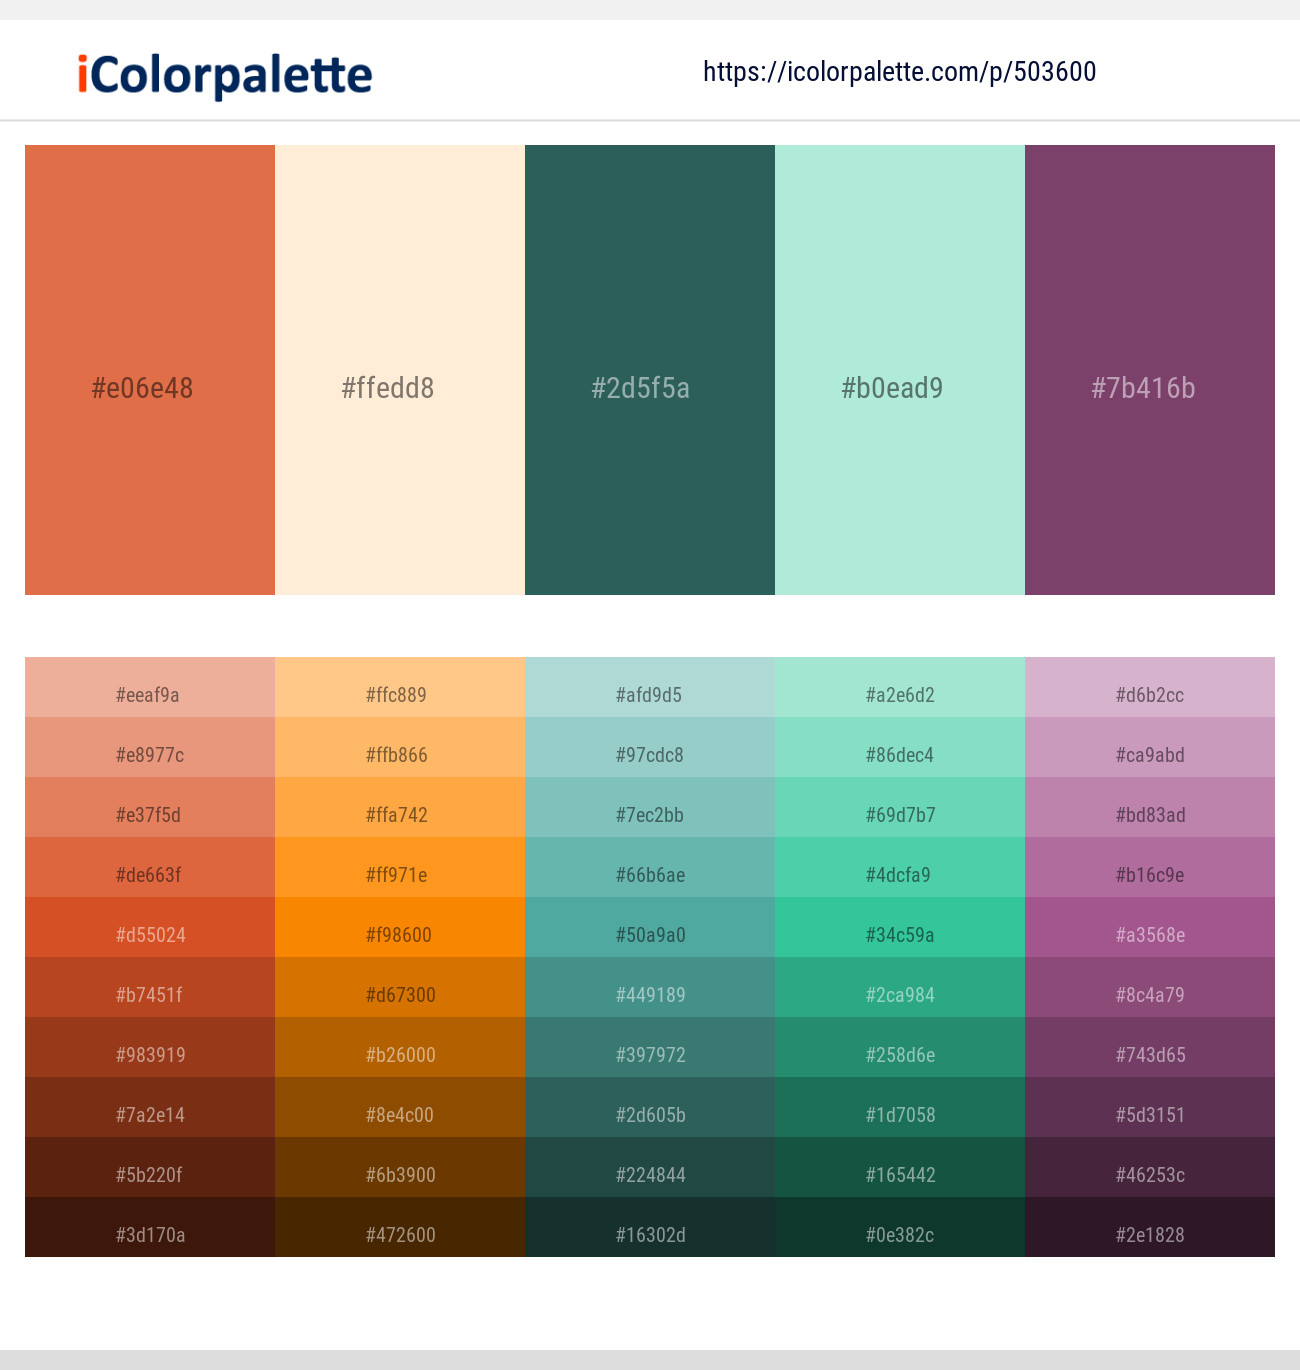 iColorpalette
https://icolorpalette.com/p/503600
#e06e48 #ffedd8 #2d5f5a #b0ead9 #7b416b
#eeaf9a #ffc889 #afd9d5 #a2e6d2 #d6b2cc
#e8977c #ffb866 #97cdc8 #86dec4 #ca9abd
#e37f5d #ffa742 #7ec2bb #69d7b7 #bd83ad
#de663f #ff971e #66b6ae #4dcfa9 #b16c9e
#d55024 #f98600 #50a9a0 #34c59a #a3568e
#b7451f #d67300 #449189 #2ca984 #8c4a79
#983919 #b26000 #397972 #258d6e #743d65
#7a2e14 #8e4c00 #2d605b #1d7058 #5d3151
#5b220f #6b3900 #224844 #165442 #46253c
#3d170a #472600 #16302d #0e382c #2e1828